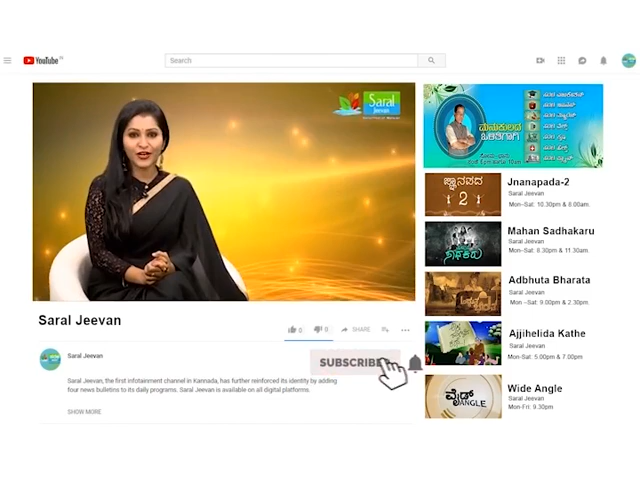 YouTube
Search
Saral
Jeevan
Saral Jeevan
0
0
SHARE
Saral Jeevan
SUBSCRIBE
Saral Jeevan, the first infotainment channel in Kannada, has further reinforced its identity by adding
four news bulletins to its daily programs. Saral Jeevan is available on all digital platforms.
SHOW MORE
ಜ್ಞಾನಪದ
2
Jnanapada-2
Saral Jeevan
Mon-Sat: 10.30pm & 8.00am.
Mahan Sadhakaru
Saral Jeevan
Mon-Sat: 8.30pm & 11.30am.
Adbhuta Bharata
Saral Jeevan
Mon –Sat: 9.00pm & 2.30pm.
Ajjihelida Kathe
Saral Jeevan
Mon-Sat: 5.00pm & 7.00pm
ವೈಡ್
ANGLE
Wide Angle
Saral Jeevan
Mon-Fri: 9.30pm